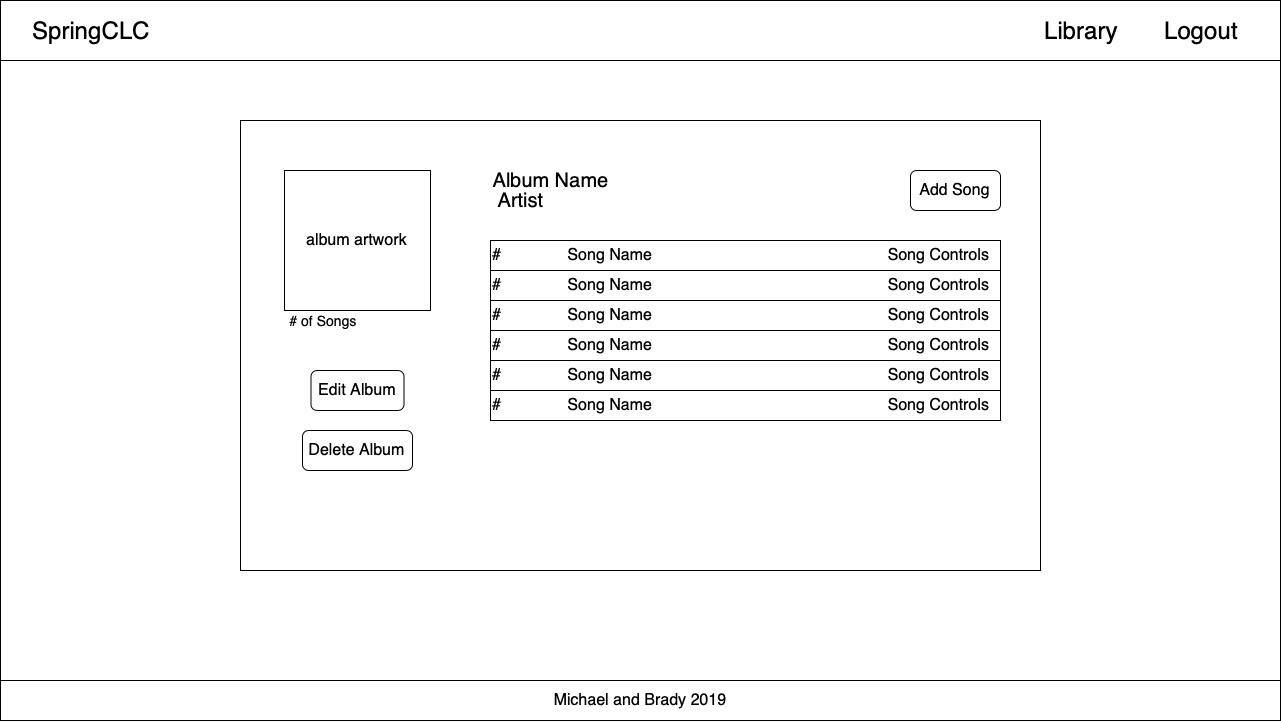 SpringCLC Library Logout
album artwork
# of Songs
Edit Album
Delete Album
Album Name
Artist
Add Song
# Song Name Song Controls
# Song Name Song Controls
# Song Name Song Controls
# Song Name Song Controls
# Song Name Song Controls
# Song Name Song Controls
Michael and Brady 2019